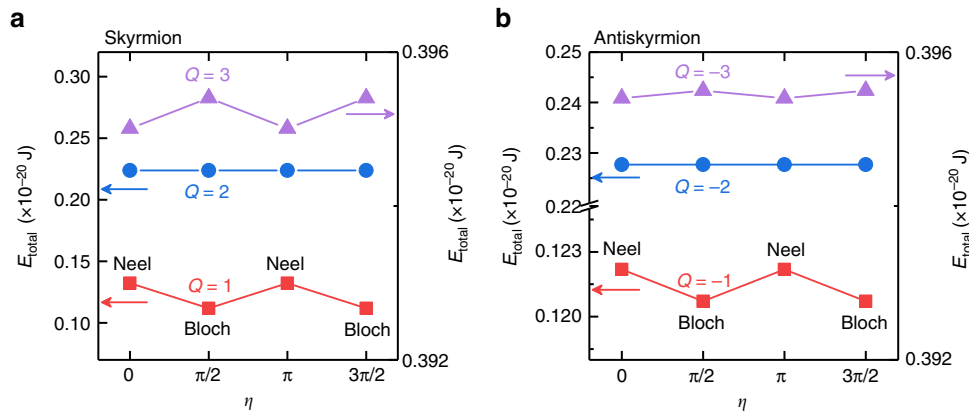 a
Skyrmion
0.30
0.25
0.20
0.15
0.10
E_total (×10⁻²⁰ J)
Q = 3
Q = 2
Neel
Q = 1
Neel
Bloch
Bloch
0.396
0.392
E_total (×10⁻²⁰ J)
0
π/2
π
3π/2
η
b
Antiskyrmion
0.25
0.24
0.23
0.22
0.123
0.120
E_total (×10⁻²⁰ J)
Q = −3
Q = −2
Neel
Q = −1
Neel
Bloch
Bloch
0.396
0.392
E_total (×10⁻²⁰ J)
0
π/2
π
3π/2
η